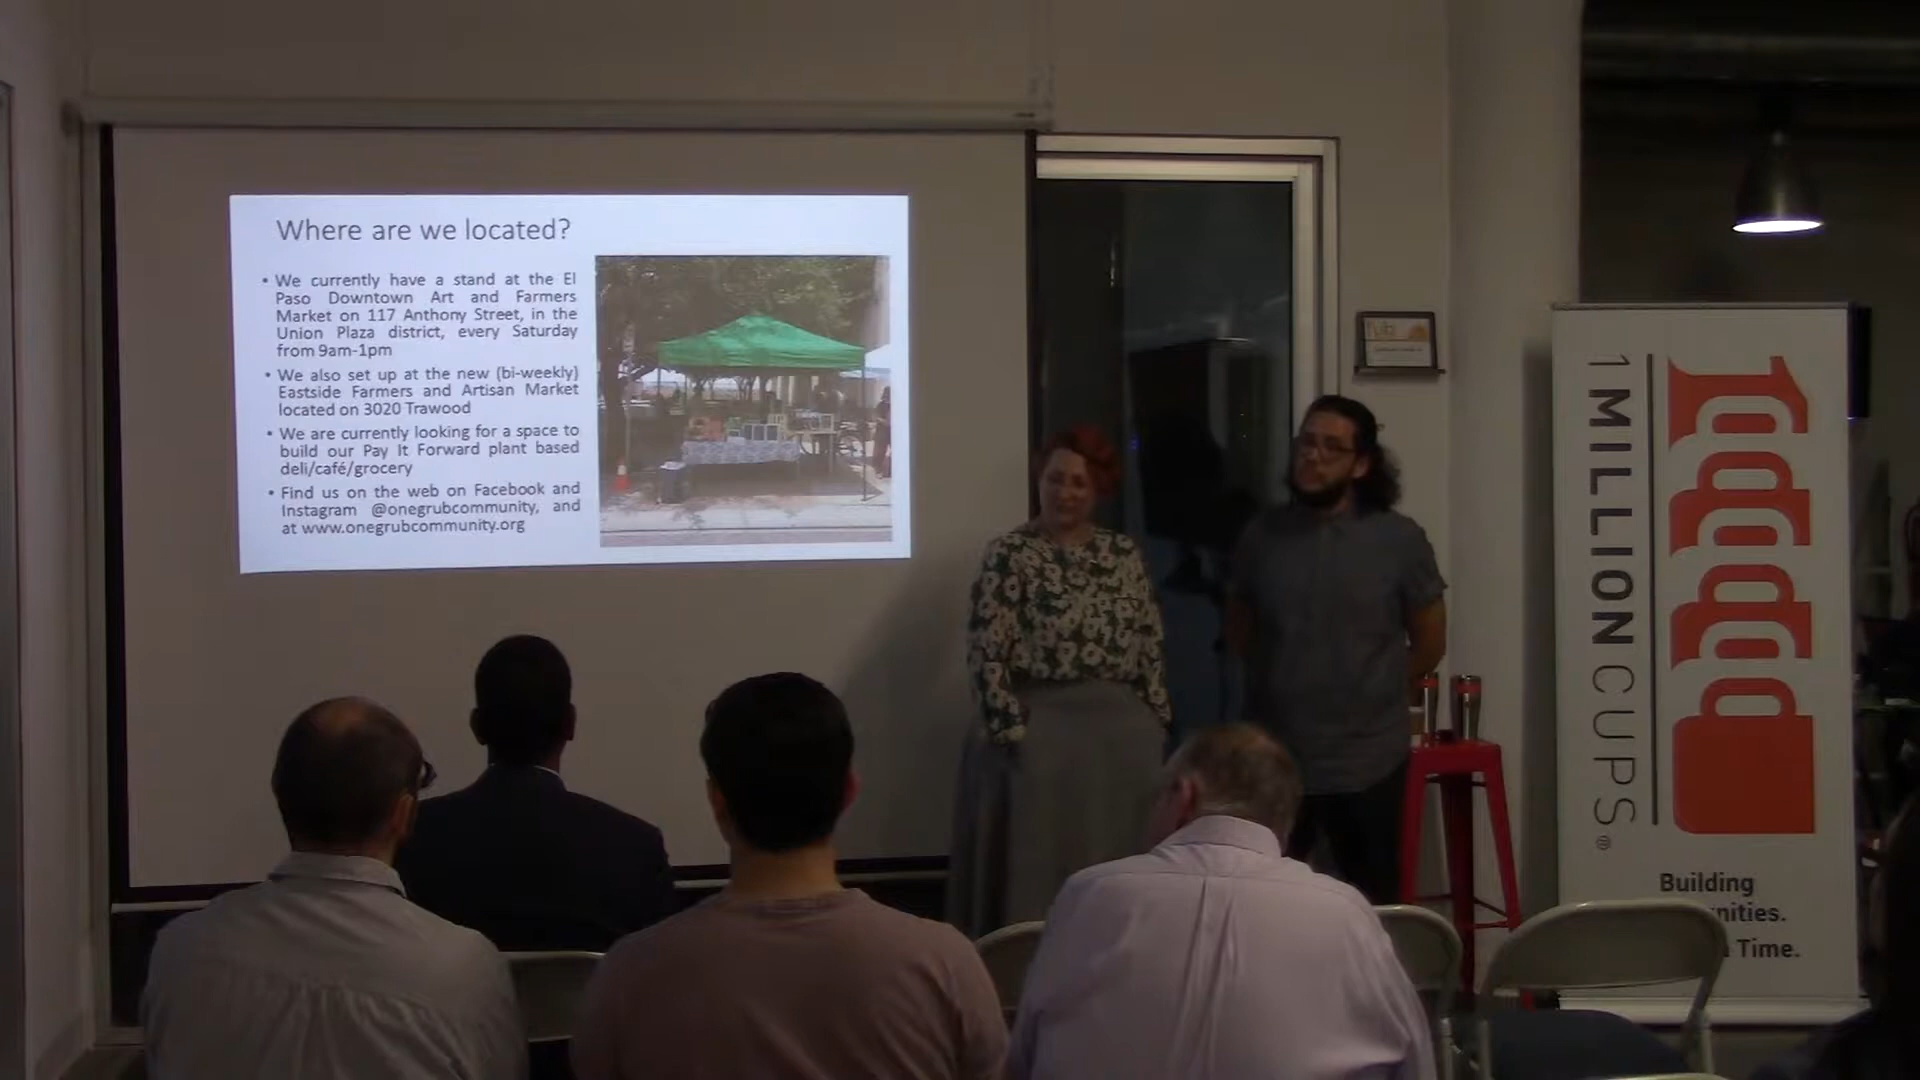 Where are we located?
• We currently have a stand at the El
Paso Downtown Art and Farmers
Market on 117 Anthony Street, in the
Union Plaza district, every Saturday
from 9am-1pm
• We also set up at the new (bi-weekly)
Eastside Farmers and Artisan Market
located on 3020 Trawood
• We are currently looking for a space to
build our Pay It Forward plant based
deli/café/grocery
• Find us on the web on Facebook and
Instagram @onegrubcommunity, and
at www.onegrubcommunity.org
1 MILLION CUPS®
Building
nities.
Time.